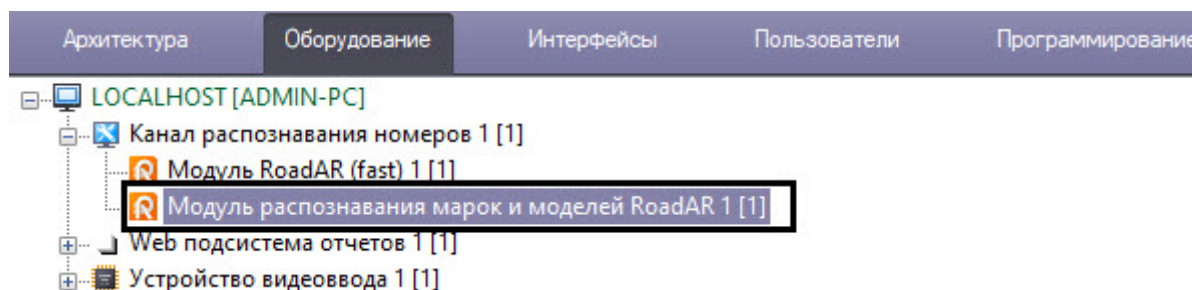 Архитектура Оборудование Интерфейсы Пользователи Программирование
LOCALHOST [ADMIN-PC]
Канал распознавания номеров 1 [1]
Модуль RoadAR (fast) 1 [1]
Модуль распознавания марок и моделей RoadAR 1 [1]
Web подсистема отчетов 1 [1]
Устройство видеоввода 1 [1]